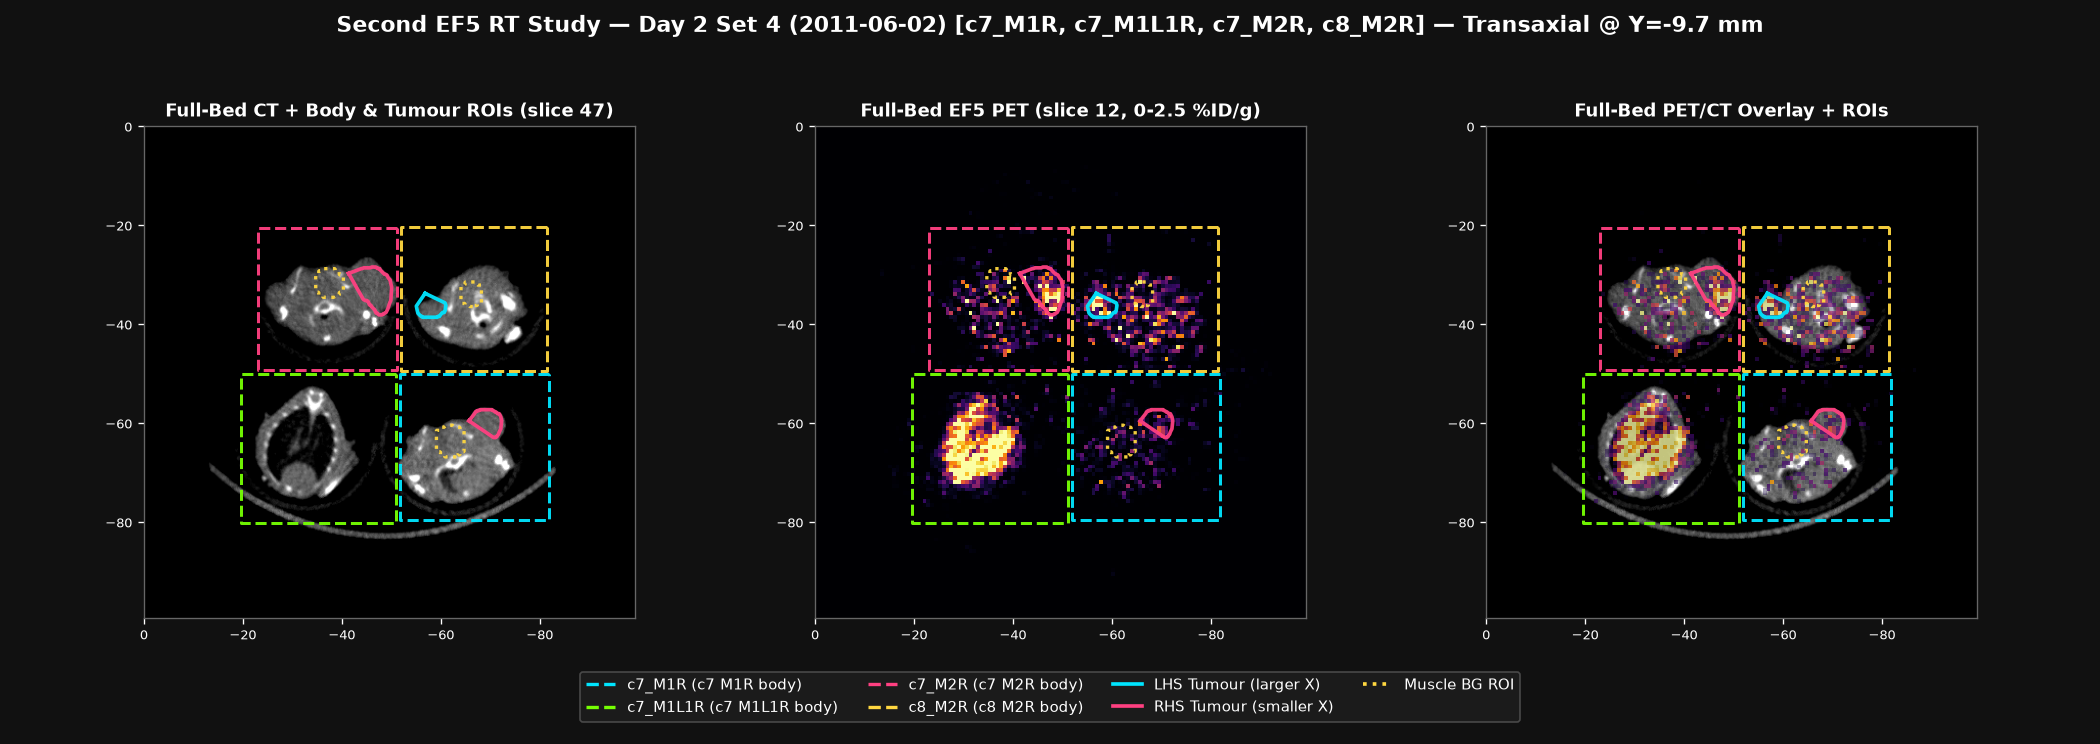 Second EF5 RT Study — Day 2 Set 4 (2011-06-02) [c7_M1R, c7_M1L1R, c7_M2R, c8_M2R] — Transaxial @ Y=-9.7 mm
Full-Bed CT + Body & Tumour ROIs (slice 47)
Full-Bed EF5 PET (slice 12, 0-2.5 %ID/g)
Full-Bed PET/CT Overlay + ROIs
0
−20
−40
−60
−80
0
−20
−40
−60
−80
0
−20
−40
−60
−80
0 −20 −40 −60 −80
0 −20 −40 −60 −80
0 −20 −40 −60 −80
c7_M1R (c7 M1R body)
c7_M1L1R (c7 M1L1R body)
c7_M2R (c7 M2R body)
c8_M2R (c8 M2R body)
LHS Tumour (larger X)
RHS Tumour (smaller X)
Muscle BG ROI